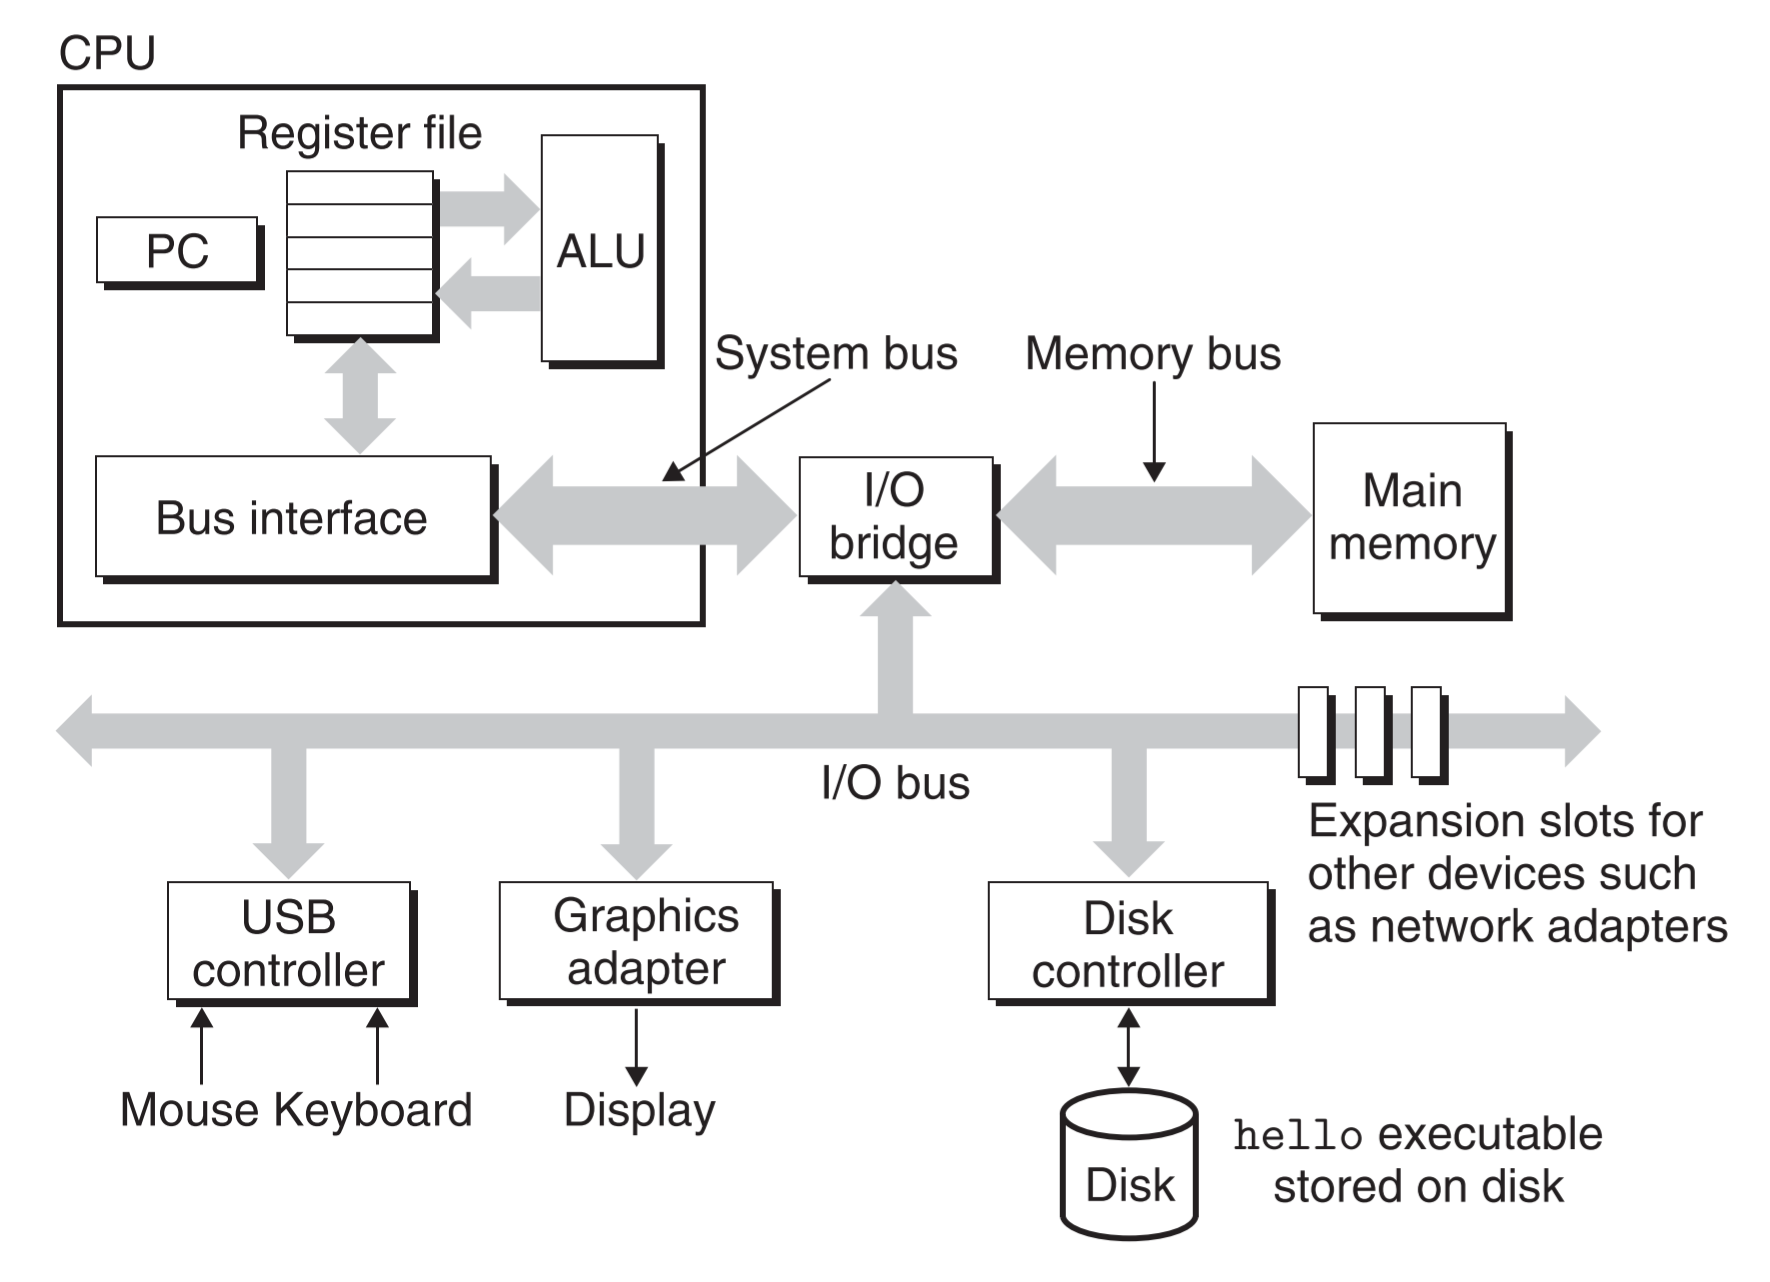 CPU
Register file
PC
ALU
System bus
Memory bus
Bus interface
I/O
bridge
Main
memory
I/O bus
Expansion slots for
other devices such
as network adapters
USB
controller
Graphics
adapter
Disk
controller
Mouse Keyboard
Display
Disk
hello executable
stored on disk